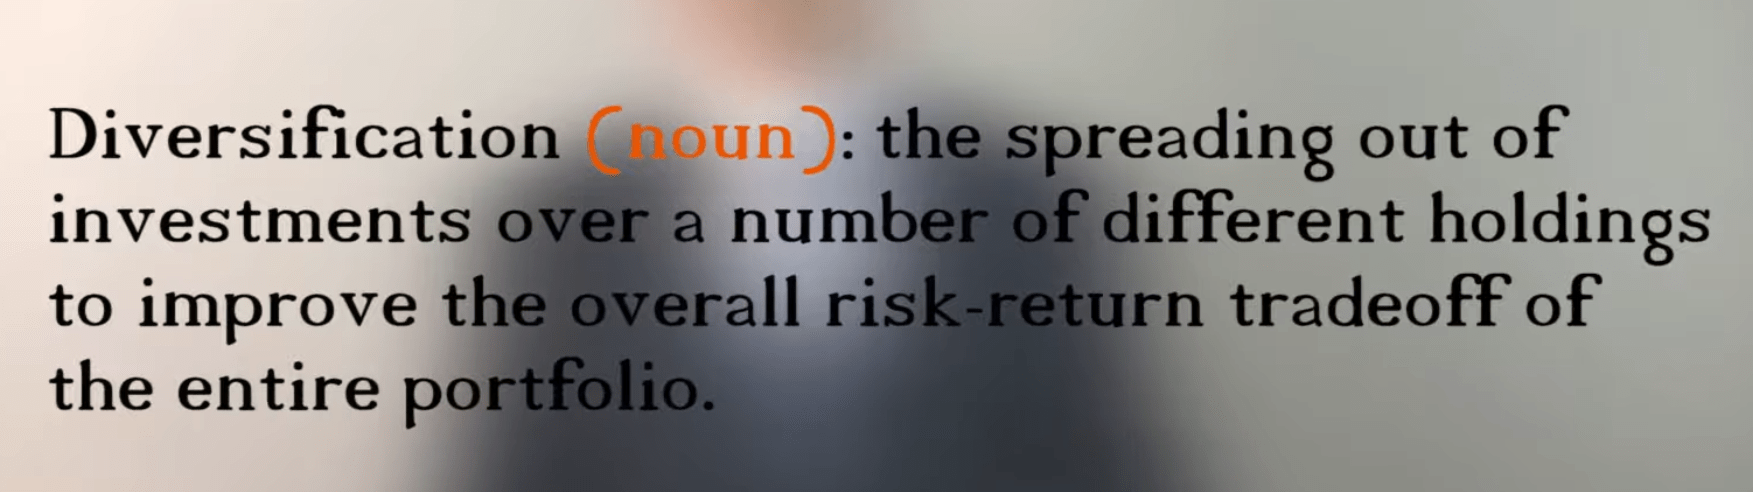 Diversification (noun): the spreading out of
investments over a number of different holdings
to improve the overall risk-return tradeoff of
the entire portfolio.